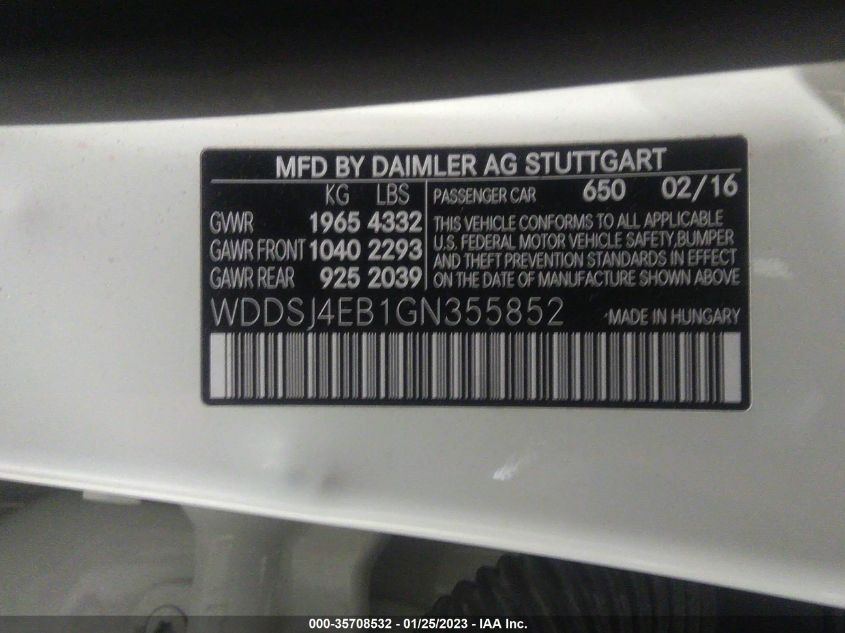 MFD BY DAIMLER AG STUTTGART
KG LBS
GVWR 1965 4332
GAWR FRONT 1040 2293
GAWR REAR 925 2039
PASSENGER CAR 650 02/16
THIS VEHICLE CONFORMS TO ALL APPLICABLE
U.S. FEDERAL MOTOR VEHICLE SAFETY,BUMPER
AND THEFT PREVENTION STANDARDS IN EFFECT
ON THE DATE OF MANUFACTURE SHOWN ABOVE
WDDSJ4EB1GN355852
MADE IN HUNGARY
000-35708532 - 01/25/2023 - IAA Inc.